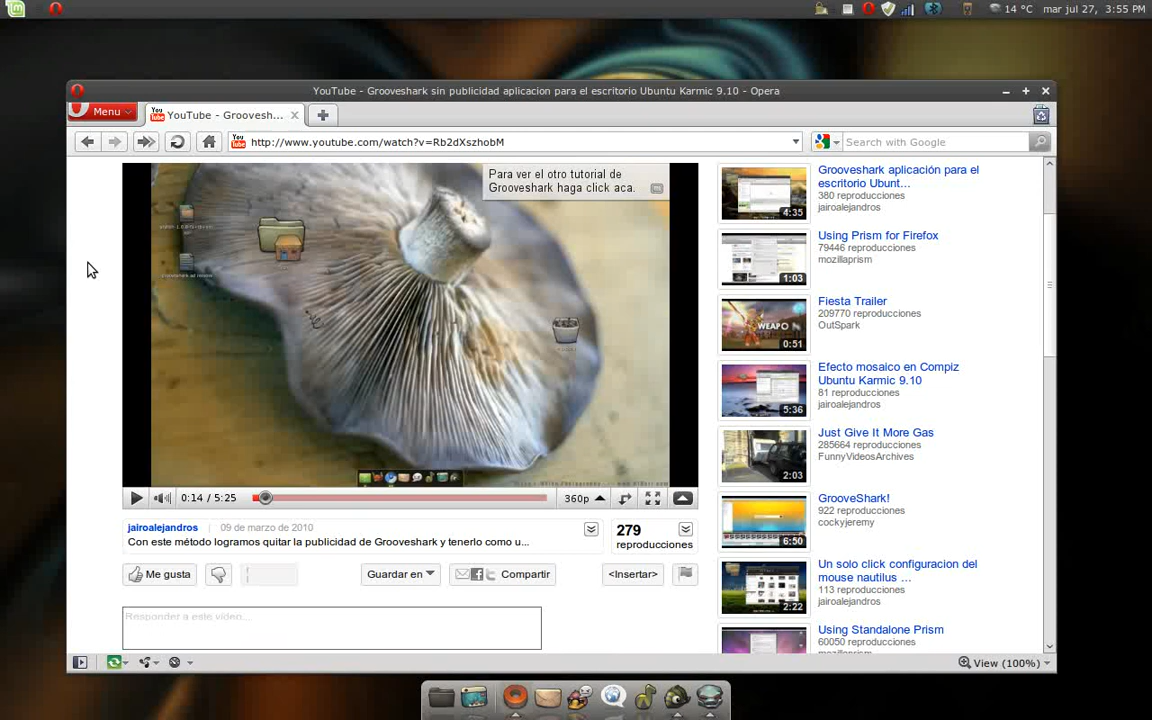 14 °C mar jul 27, 3:55 PM
YouTube - Grooveshark sin publicidad aplicacion para el escritorio Ubuntu Karmic 9.10 - Opera
Menu
You Tube
YouTube - Groovesh...
You Tube
http://www.youtube.com/watch?v=Rb2dXszhobM
Search with Google
Para ver el otro tutorial de
Grooveshark haga click aca.
0:14 / 5:25
360p
jairoalejandros
09 de marzo de 2010
Con este método logramos quitar la publicidad de Grooveshark y tenerlo como u...
279
reproducciones
Me gusta
Guardar en
Compartir
<Insertar>
Responder a este vídeo...
4:35
Grooveshark aplicación para el
escritorio Ubunt...
380 reproducciones
jairoalejandros
1:03
Using Prism for Firefox
79446 reproducciones
mozillaprism
WEAPO
0:51
Fiesta Trailer
209770 reproducciones
OutSpark
5:36
Efecto mosaico en Compiz
Ubuntu Karmic 9.10
81 reproducciones
jairoalejandros
2:03
Just Give It More Gas
285664 reproducciones
FunnyVideosArchives
6:50
GrooveShark!
922 reproducciones
cockyjeremy
2:22
Un solo click configuracion del
mouse nautilus ...
113 reproducciones
jairoalejandros
Using Standalone Prism
60050 reproducciones
mozillaprism
View (100%)